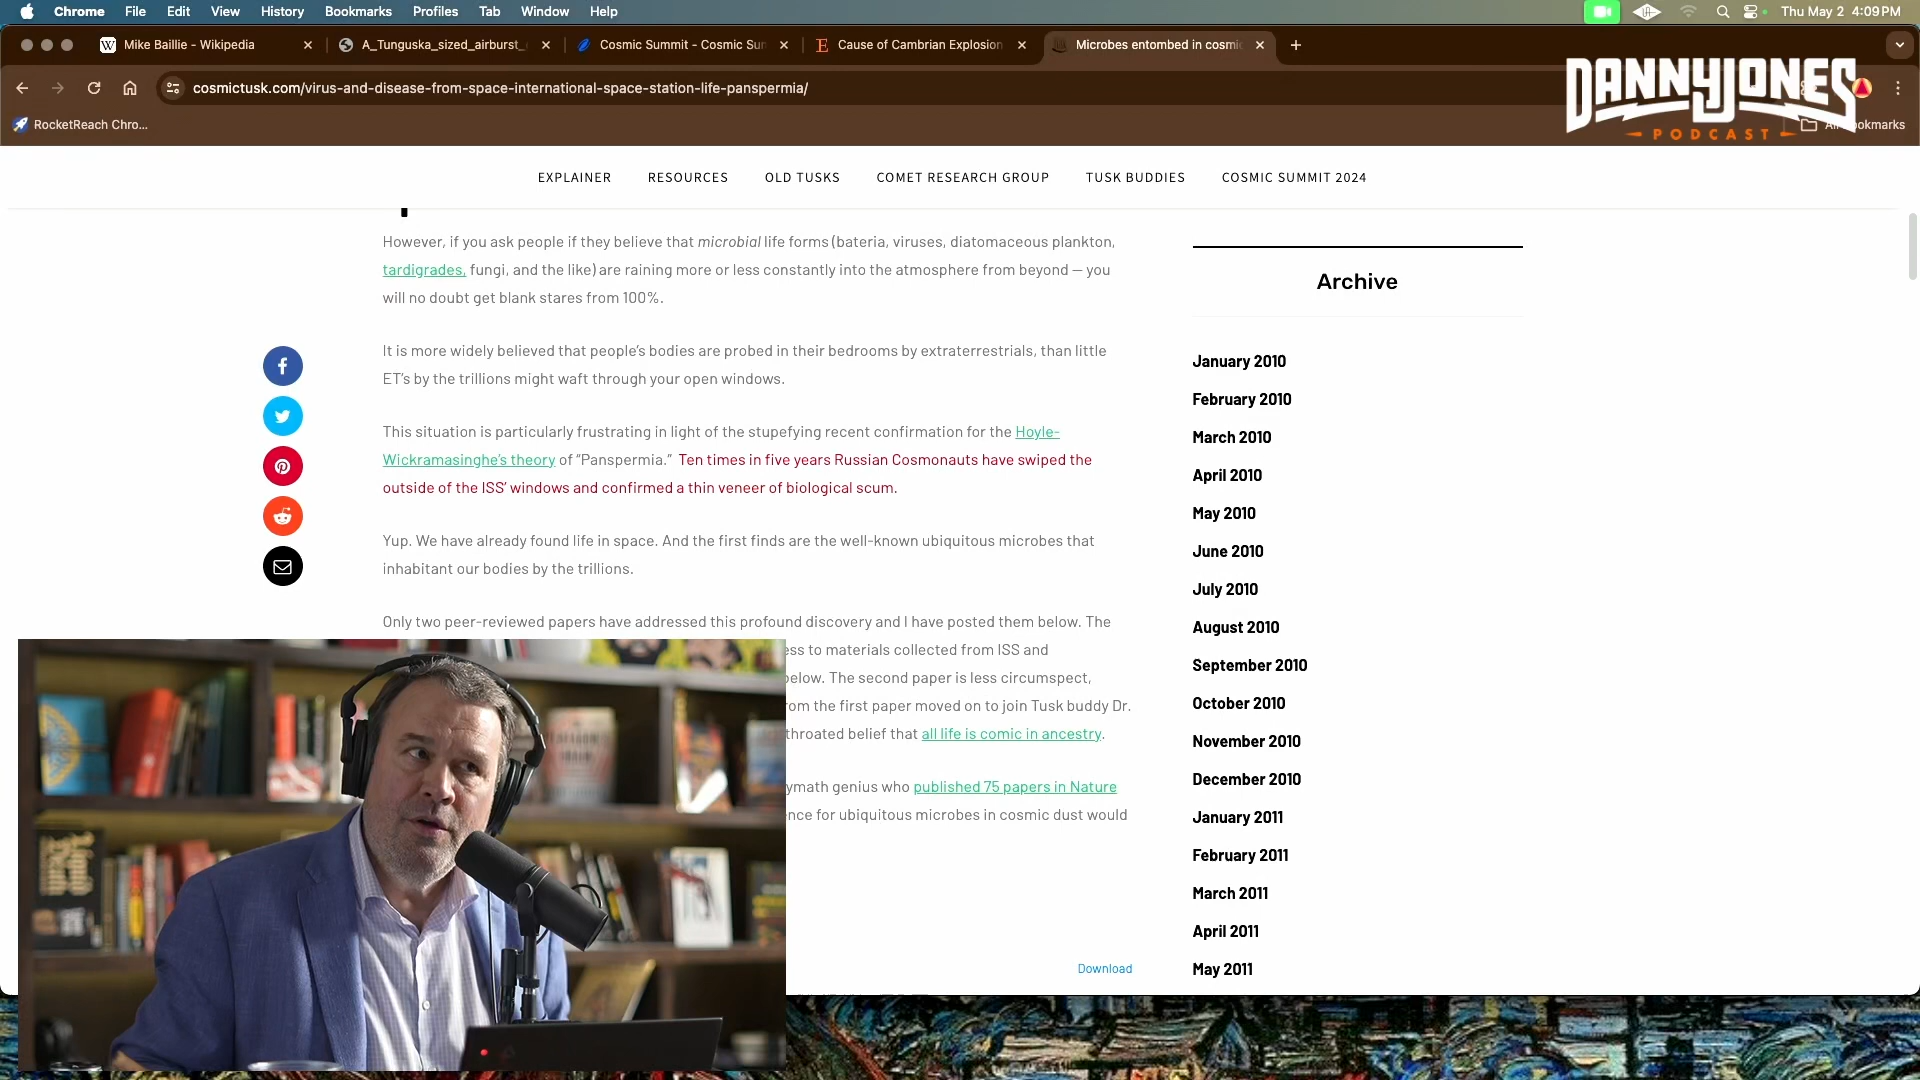 Chrome File Edit View History Bookmarks Profiles Tab Window Help Thu May 2 4:09 PM
Mike Baillie - Wikipedia A_Tunguska_sized_airburst_ Cosmic Summit - Cosmic Sun Cause of Cambrian Explosion Microbes entombed in cosmic
cosmictusk.com/virus-and-disease-from-space-international-space-station-life-panspermia/
DANNY JONES
PODCAST
RocketReach Chro...
EXPLAINER RESOURCES OLD TUSKS COMET RESEARCH GROUP TUSK BUDDIES COSMIC SUMMIT 2024
However, if you ask people if they believe that microbial life forms (bateria, viruses, diatomaceous plankton,
tardigrades, fungi, and the like) are raining more or less constantly into the atmosphere from beyond — you
will no doubt get blank stares from 100%.
It is more widely believed that people's bodies are probed in their bedrooms by extraterrestrials, than little
ET's by the trillions might waft through your open windows.
This situation is particularly frustrating in light of the stupefying recent confirmation for the Hoyle-
Wickramasinghe's theory of “Panspermia.” Ten times in five years Russian Cosmonauts have swiped the
outside of the ISS' windows and confirmed a thin veneer of biological scum.
Yup. We have already found life in space. And the first finds are the well-known ubiquitous microbes that
inhabitant our bodies by the trillions.
Only two peer-reviewed papers have addressed this profound discovery and I have posted them below. The
to materials collected from ISS and
below. The second paper is less circumspect,
from the first paper moved on to join Tusk buddy Dr.
throated belief that all life is comic in ancestry.
genius who published 75 papers in Nature
for ubiquitous microbes in cosmic dust would
Download
Archive
January 2010
February 2010
March 2010
April 2010
May 2010
June 2010
July 2010
August 2010
September 2010
October 2010
November 2010
December 2010
January 2011
February 2011
March 2011
April 2011
May 2011